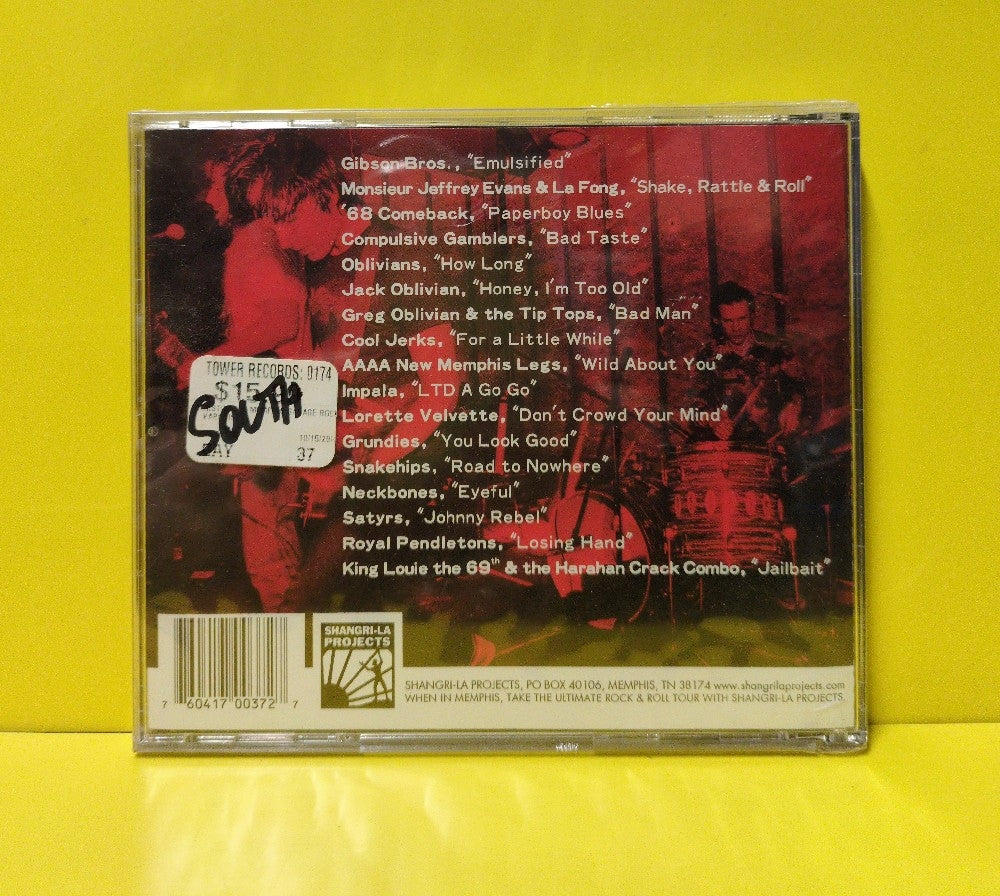 Gibson Bros., "Emulsified"
Monsieur Jeffrey Evans & La Fong, "Shake, Rattle & Roll"
'68 Comeback, "Paperboy Blues"
Compulsive Gamblers, "Bad Taste"
Oblivians, "How Long"
Jack Oblivian, "Honey, I'm Too Old"
Greg Oblivian & the Tip Tops, "Bad Man"
Cool Jerks, "For a Little While"
AAAA New Memphis Legs, "Wild About You"
Impala, "LTD A Go Go"
Lorette Velvette, "Don't Crowd Your Mind"
Grundies, "You Look Good"
Snakehips, "Road to Nowhere"
Neckbones, "Eyeful"
Satyrs, "Johnny Rebel"
Royal Pendletons, "Losing Hand"
King Louie the 69th & the Harahan Crack Combo, "Jailbait"
TOWER RECORDS: 0174
SOUTH
37
7 60417 00372 7
SHANGRI-LA
PROJECTS
SHANGRI-LA PROJECTS, PO BOX 40106, MEMPHIS, TN 38174 www.shangrilaprojects.com
WHEN IN MEMPHIS, TAKE THE ULTIMATE ROCK & ROLL TOUR WITH SHANGRI-LA PROJECTS.